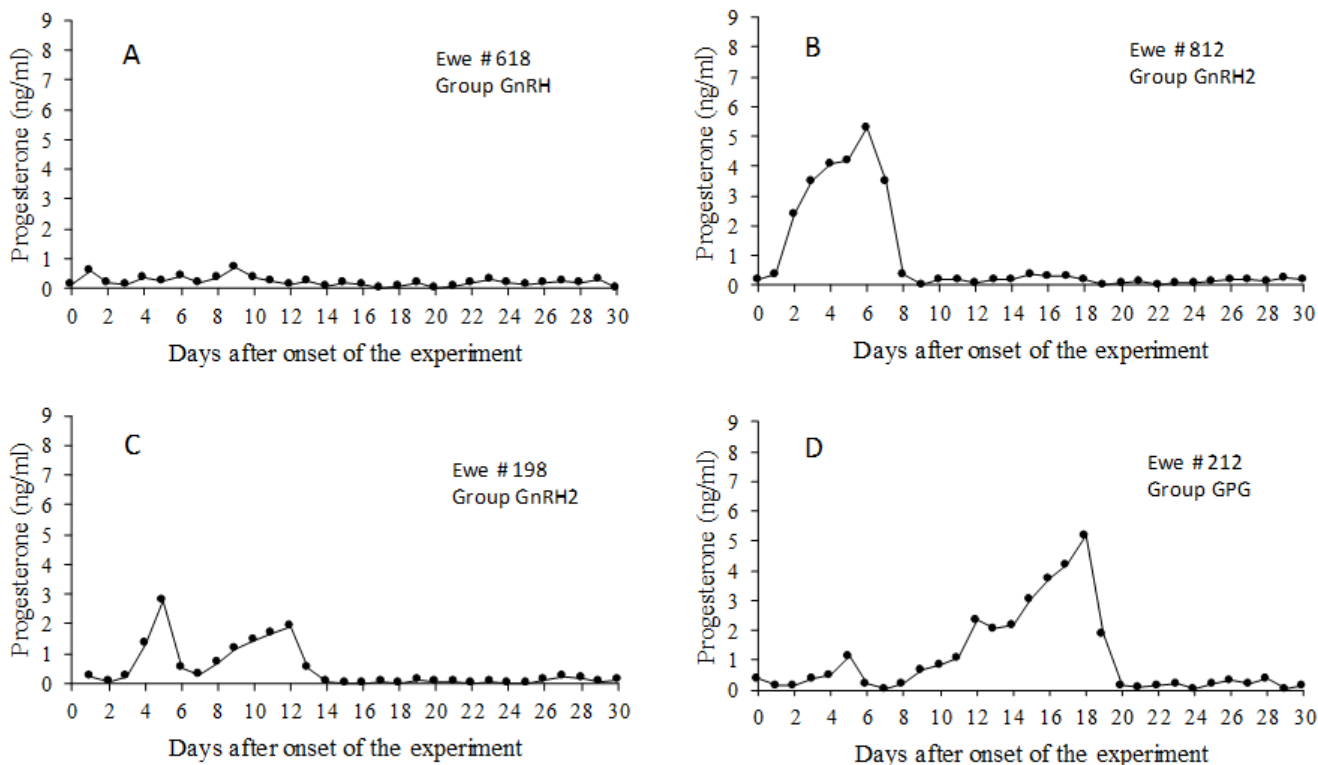 A
Ewe # 618
Group GnRH
Progesterone (ng/ml)
9
8
7
6
5
4
3
2
1
0
0 2 4 6 8 10 12 14 16 18 20 22 24 26 28 30
Days after onset of the experiment
B
Ewe # 812
Group GnRH2
Progesterone (ng/ml)
9
8
7
6
5
4
3
2
1
0
0 2 4 6 8 10 12 14 16 18 20 22 24 26 28 30
Days after onset of the experiment
C
Ewe # 198
Group GnRH2
Progesterone (ng/ml)
9
8
7
6
5
4
3
2
1
0
0 2 4 6 8 10 12 14 16 18 20 22 24 26 28 30
Days after onset of the experiment
D
Ewe # 212
Group GPG
Progesterone (ng/ml)
9
8
7
6
5
4
3
2
1
0
0 2 4 6 8 10 12 14 16 18 20 22 24 26 28 30
Days after onset of the experiment